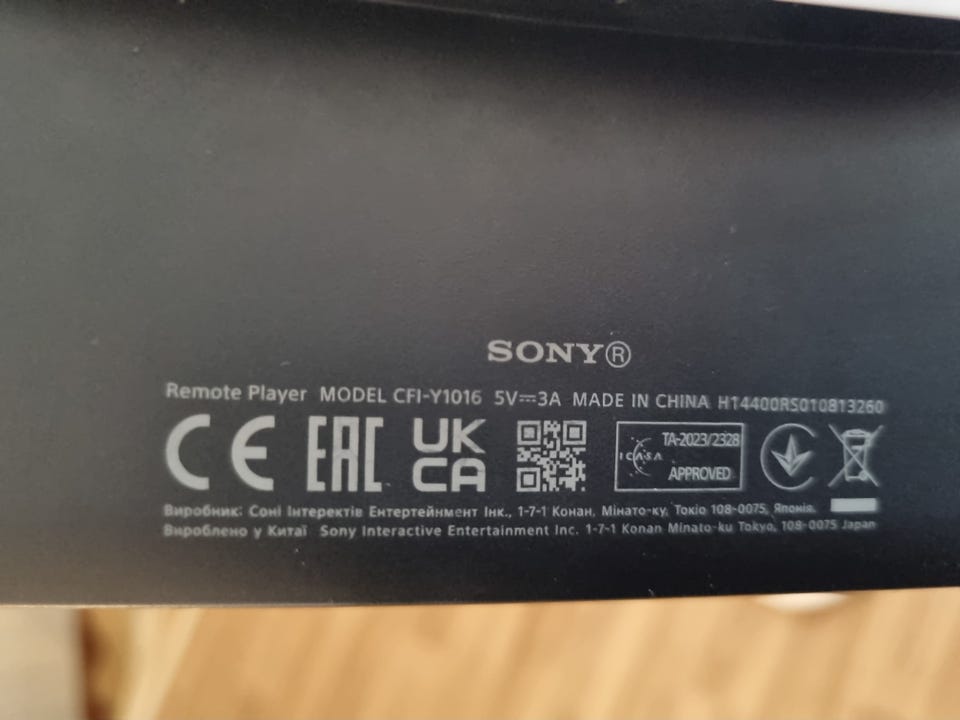 SONY®
Remote Player MODEL CFI-Y1016 5V⎓3A MADE IN CHINA H14400RS010813260
CE EAC UKCA ICASA TA-2023/2328 APPROVED
Виробник: Соні Інтеректів Ентертейнмент Інк., 1-7-1 Конан, Мінато-ку, Токіо 108-0075, Японія.
Вироблено у Китаї Sony Interactive Entertainment Inc. 1-7-1 Konan Minato-ku Tokyo, 108-0075 Japan